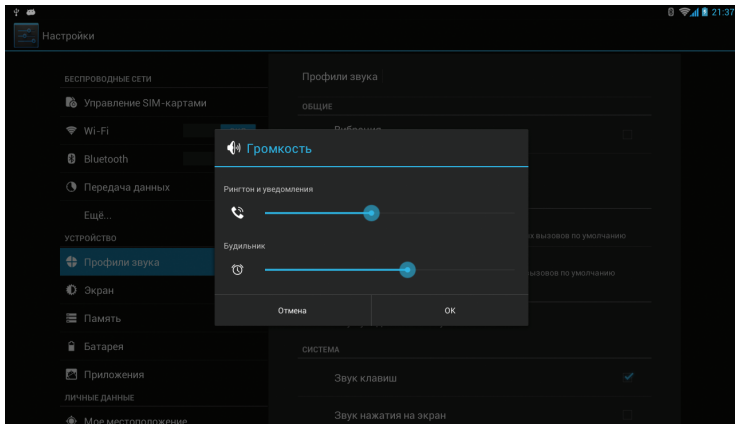 21:37
Настройки
БЕСПРОВОДНЫЕ СЕТИ
Управление SIM-картами
Wi-Fi
Bluetooth
Передача данных
Ещё...
УСТРОЙСТВО
Профили звука
Экран
Память
Батарея
Приложения
ЛИЧНЫЕ ДАННЫЕ
Мое местоположение
Профили звука
ОБЩИЕ
Вибрация
Громкость
Рингтон и уведомления
Будильник
Отмена
OK
вызовов по умолчанию
вызовов по умолчанию
СИСТЕМА
Звук клавиш
Звук нажатия на экран